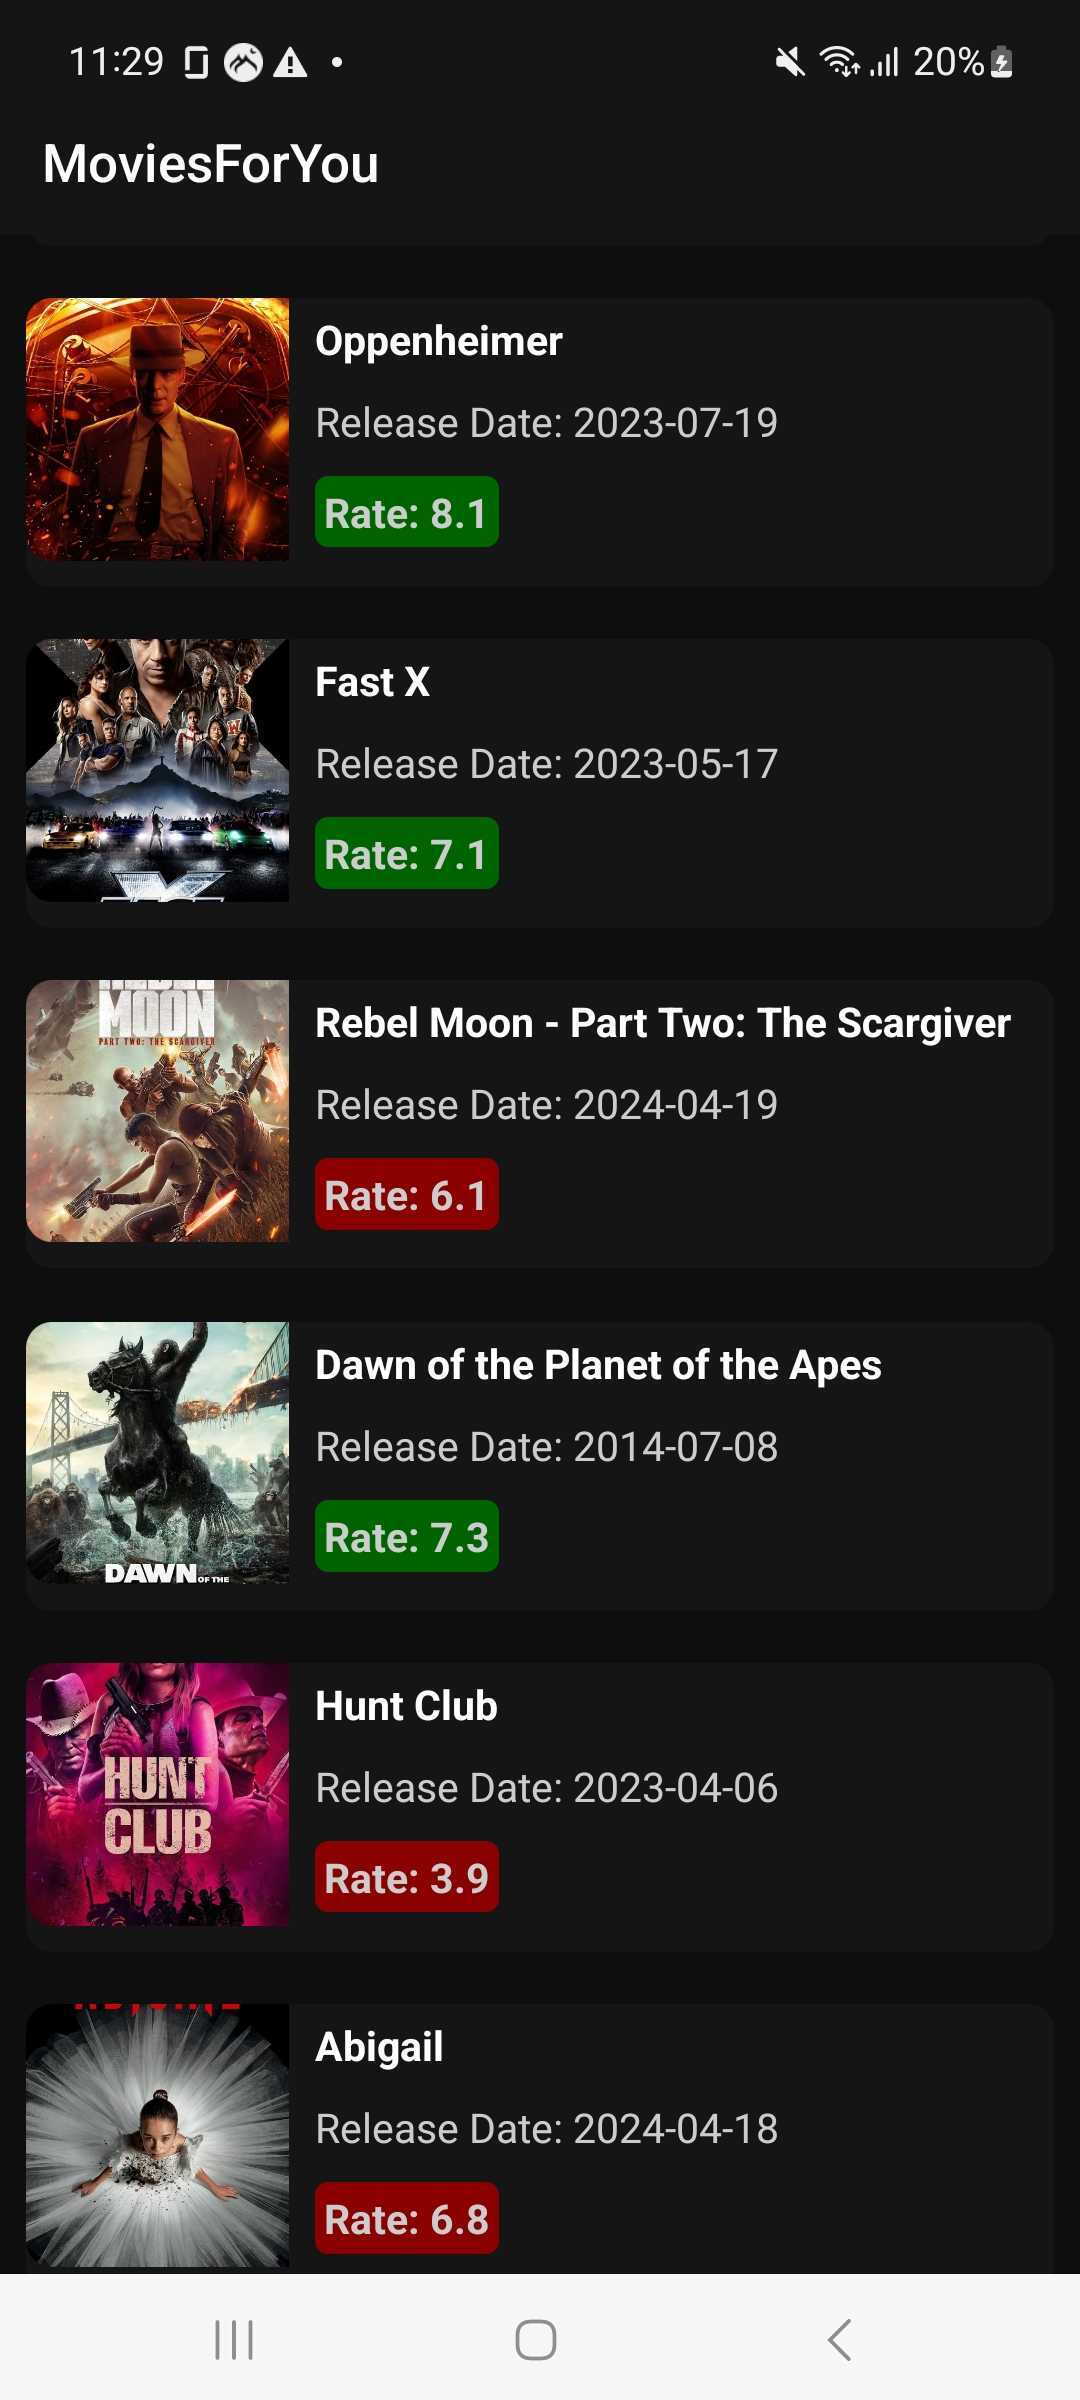 11:29
20%
MoviesForYou
Oppenheimer
Release Date: 2023-07-19
Rate: 8.1
Fast X
Release Date: 2023-05-17
Rate: 7.1
MOON
PART TWO: THE SCARGIVER
Rebel Moon - Part Two: The Scargiver
Release Date: 2024-04-19
Rate: 6.1
DAWN OF THE
Dawn of the Planet of the Apes
Release Date: 2014-07-08
Rate: 7.3
HUNT
CLUB
Hunt Club
Release Date: 2023-04-06
Rate: 3.9
Abigail
Release Date: 2024-04-18
Rate: 6.8